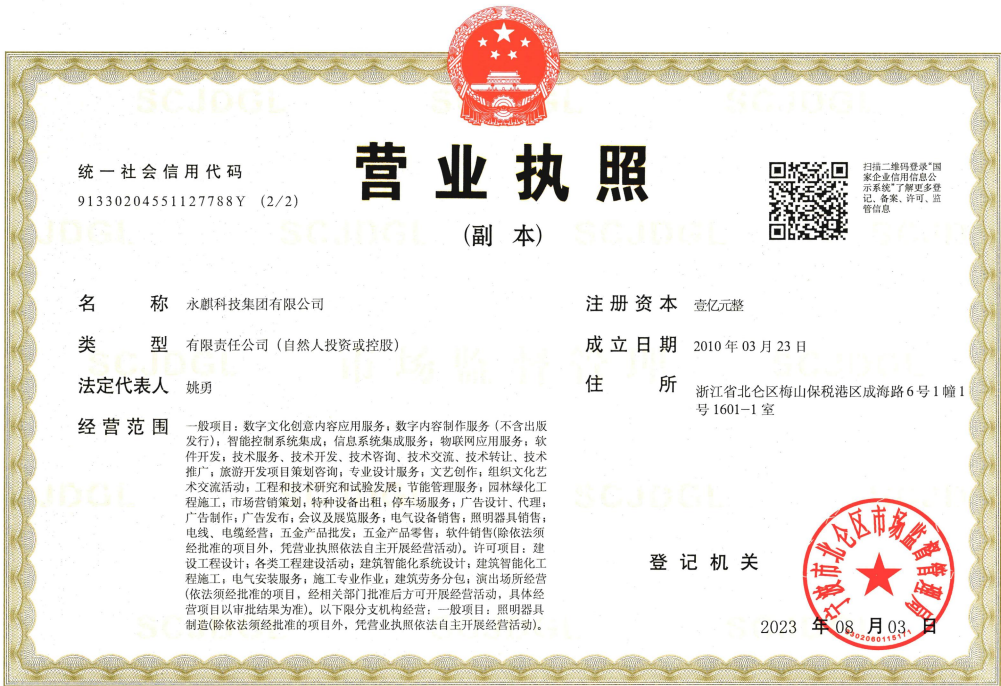 营业执照
(副 本)
统一社会信用代码
91330204551127788Y (2/2)
扫描二维码登录“国
家企业信用信息公
示系统”了解更多登
记、备案、许可、监
管信息
名 称 永麒科技集团有限公司
类 型 有限责任公司（自然人投资或控股）
法定代表人 姚勇
经营范围 一般项目：数字文化创意内容应用服务；数字内容制作服务（不含出版
发行）；智能控制系统集成；信息系统集成服务；物联网应用服务；软
件开发；技术服务、技术开发、技术咨询、技术交流、技术转让、技术
推广；旅游开发项目策划咨询；专业设计服务；文艺创作；组织文化艺
术交流活动；工程和技术研究和试验发展；节能管理服务；园林绿化工
程施工；市场营销策划；特种设备出租；停车场服务；广告设计、代理；
广告制作；广告发布；会议及展览服务；电气设备销售；照明器具销售；
电线、电缆经营；五金产品批发；五金产品零售；软件销售(除依法须
经批准的项目外，凭营业执照依法自主开展经营活动)。许可项目：建
设工程设计；各类工程建设活动；建筑智能化系统设计；建筑智能化工
程施工；电气安装服务；施工专业作业；建筑劳务分包；演出场所经营
(依法须经批准的项目，经相关部门批准后方可开展经营活动，具体经
营项目以审批结果为准)。以下限分支机构经营：一般项目：照明器具
制造(除依法须经批准的项目外，凭营业执照依法自主开展经营活动)。
注册资本 壹亿元整
成立日期 2010年03月23日
住 所 浙江省北仑区梅山保税港区成海路6号1幢1
号1601-1室
登记机关
宁波市北仑区市场监督管理局
3302060115171
2023 年 08 月 03 日
SCJDGL
SCJDGL
SCJDGL
SCJDGL
SCJDGL
市场监督管理